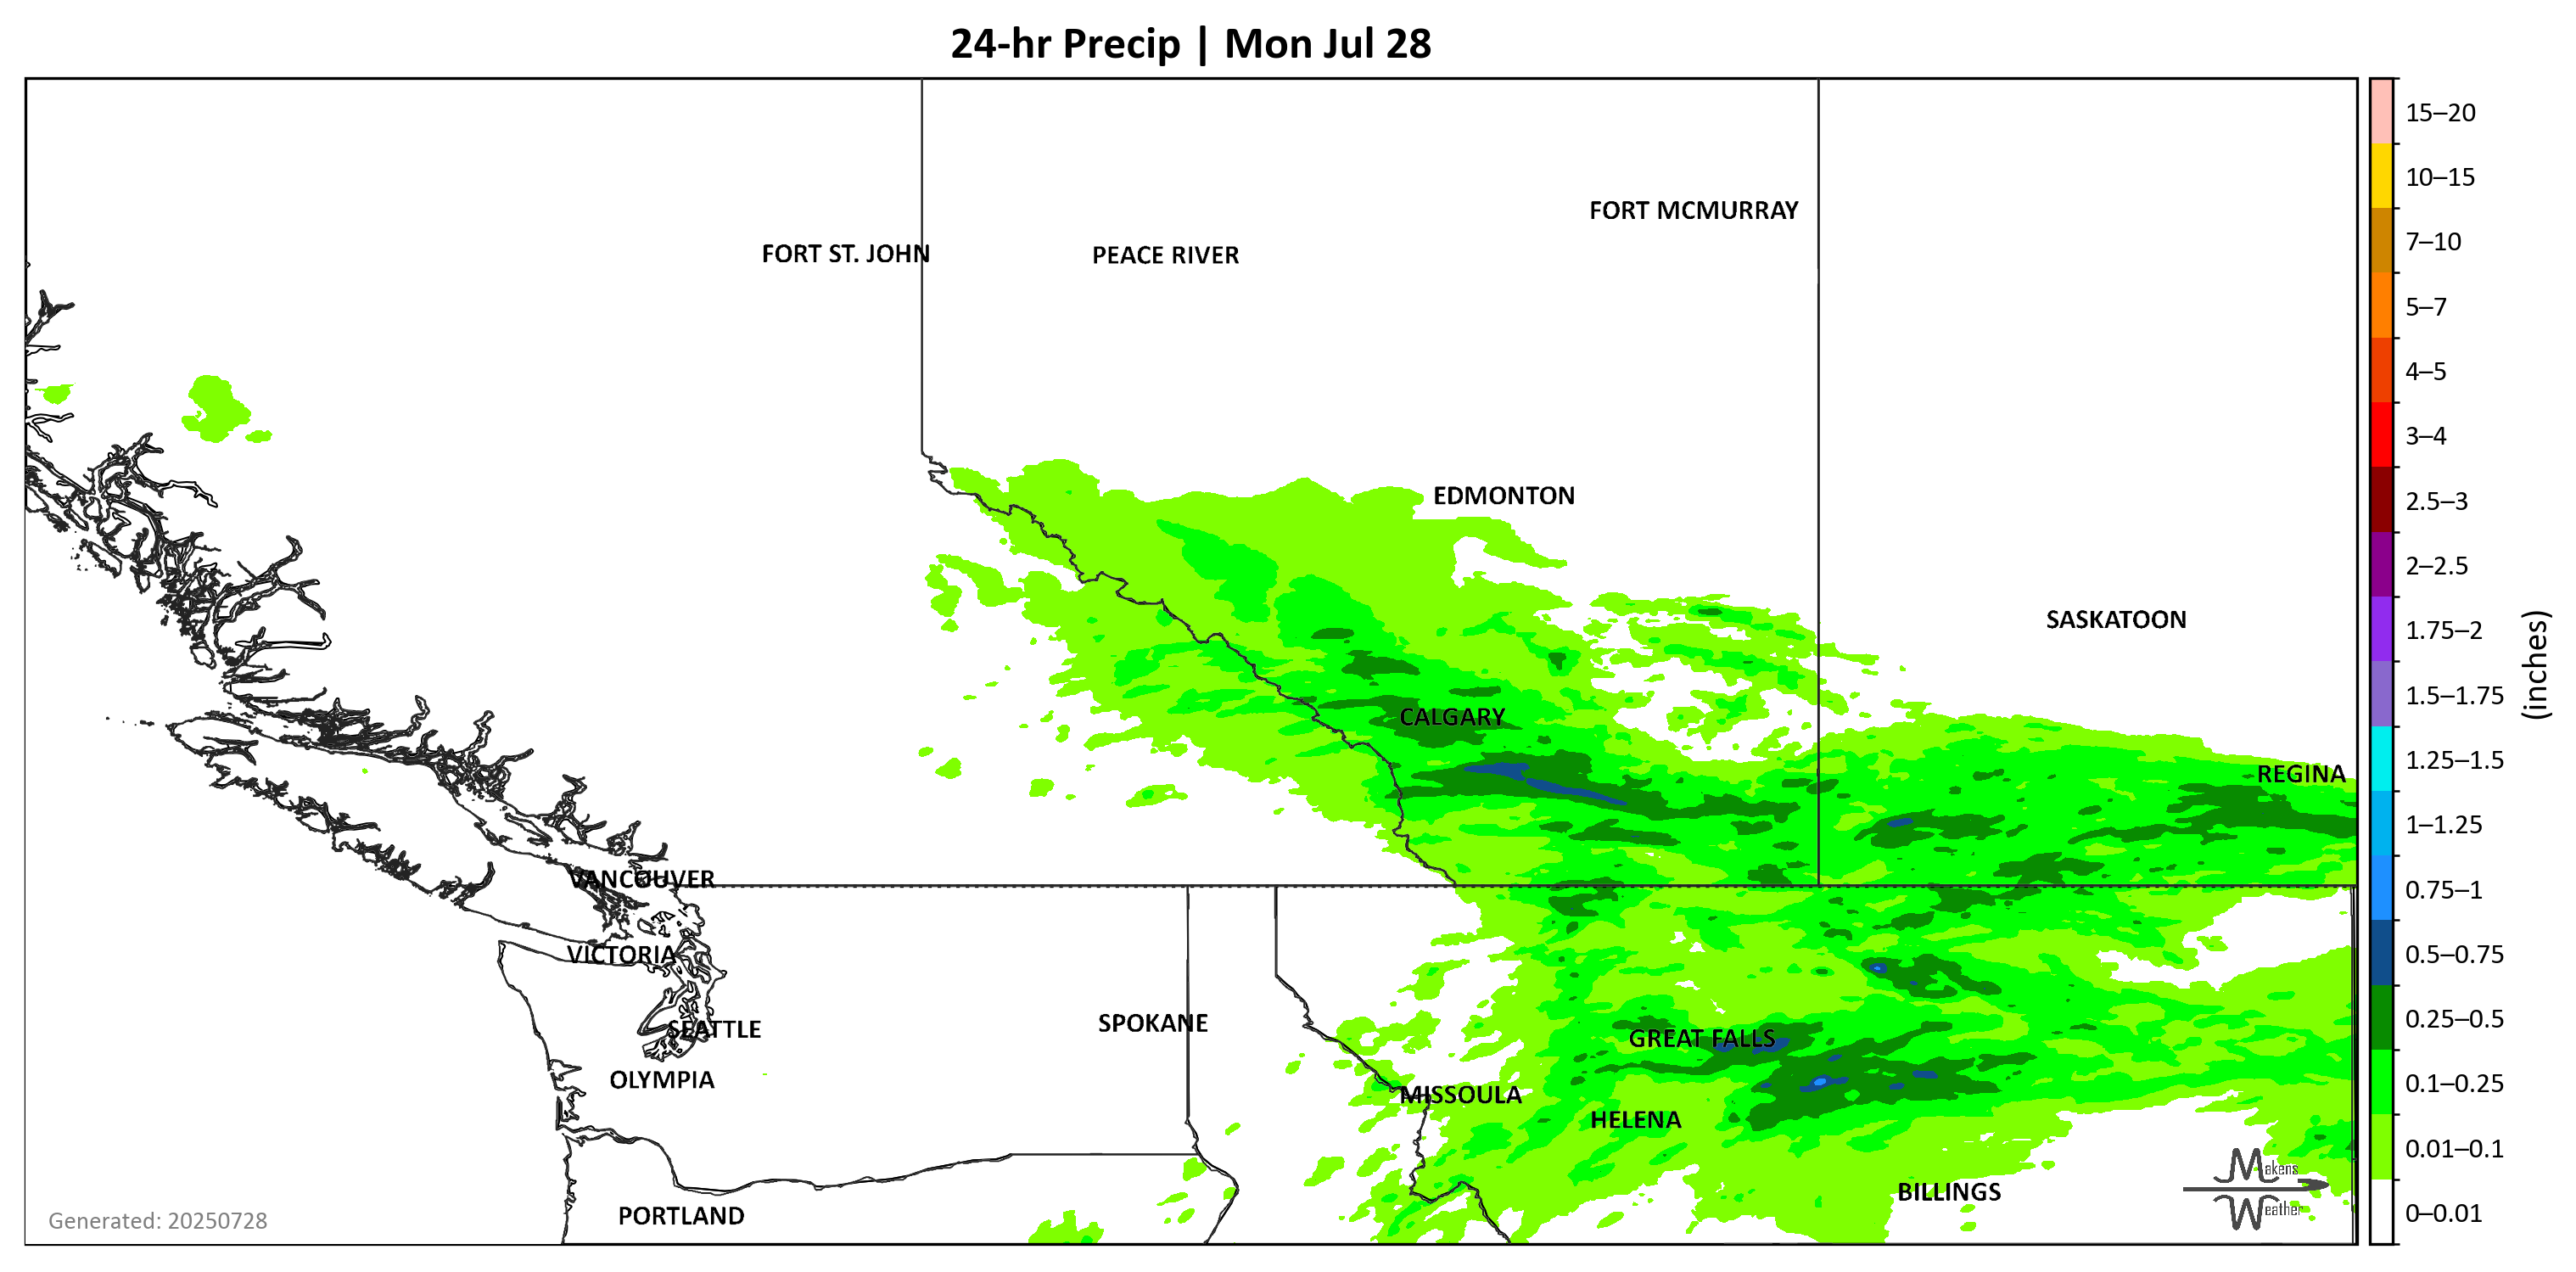 24-hr Precip | Mon Jul 28
15–20
10–15
FORT MCMURRAY
7–10
FORT ST. JOHN
PEACE RIVER
5–7
4–5
3–4
EDMONTON
2.5–3
2–2.5
SASKATOON
1.75–2
(inches)
1.5–1.75
CALGARY
1.25–1.5
REGINA
1–1.25
VANCOUVER
0.75–1
VICTORIA
0.5–0.75
SEATTLE
SPOKANE
GREAT FALLS
0.25–0.5
OLYMPIA
MISSOULA
0.1–0.25
HELENA
0.01–0.1
Makens
Weather
BILLINGS
PORTLAND
Generated: 20250728
0–0.01